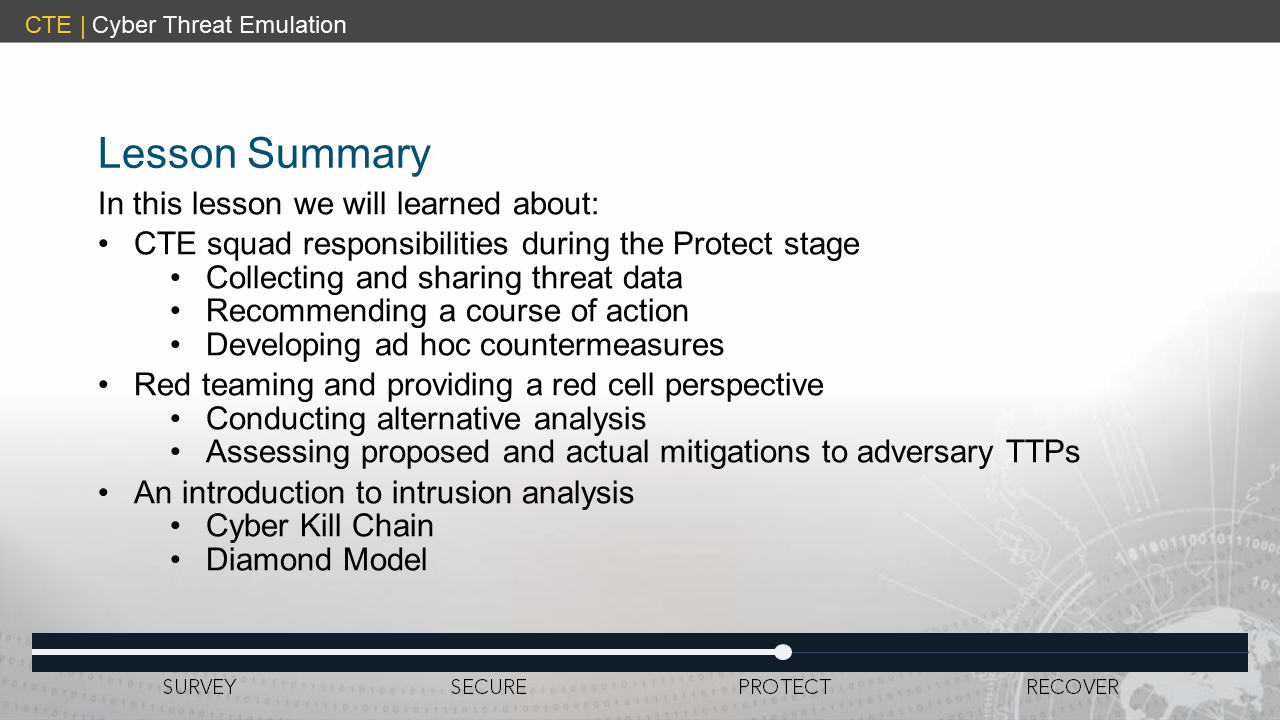 CTE | Cyber Threat Emulation
Lesson Summary
In this lesson we will learned about:
• CTE squad responsibilities during the Protect stage
• Collecting and sharing threat data
• Recommending a course of action
• Developing ad hoc countermeasures
• Red teaming and providing a red cell perspective
• Conducting alternative analysis
• Assessing proposed and actual mitigations to adversary TTPs
• An introduction to intrusion analysis
• Cyber Kill Chain
• Diamond Model
SURVEY SECURE PROTECT RECOVER